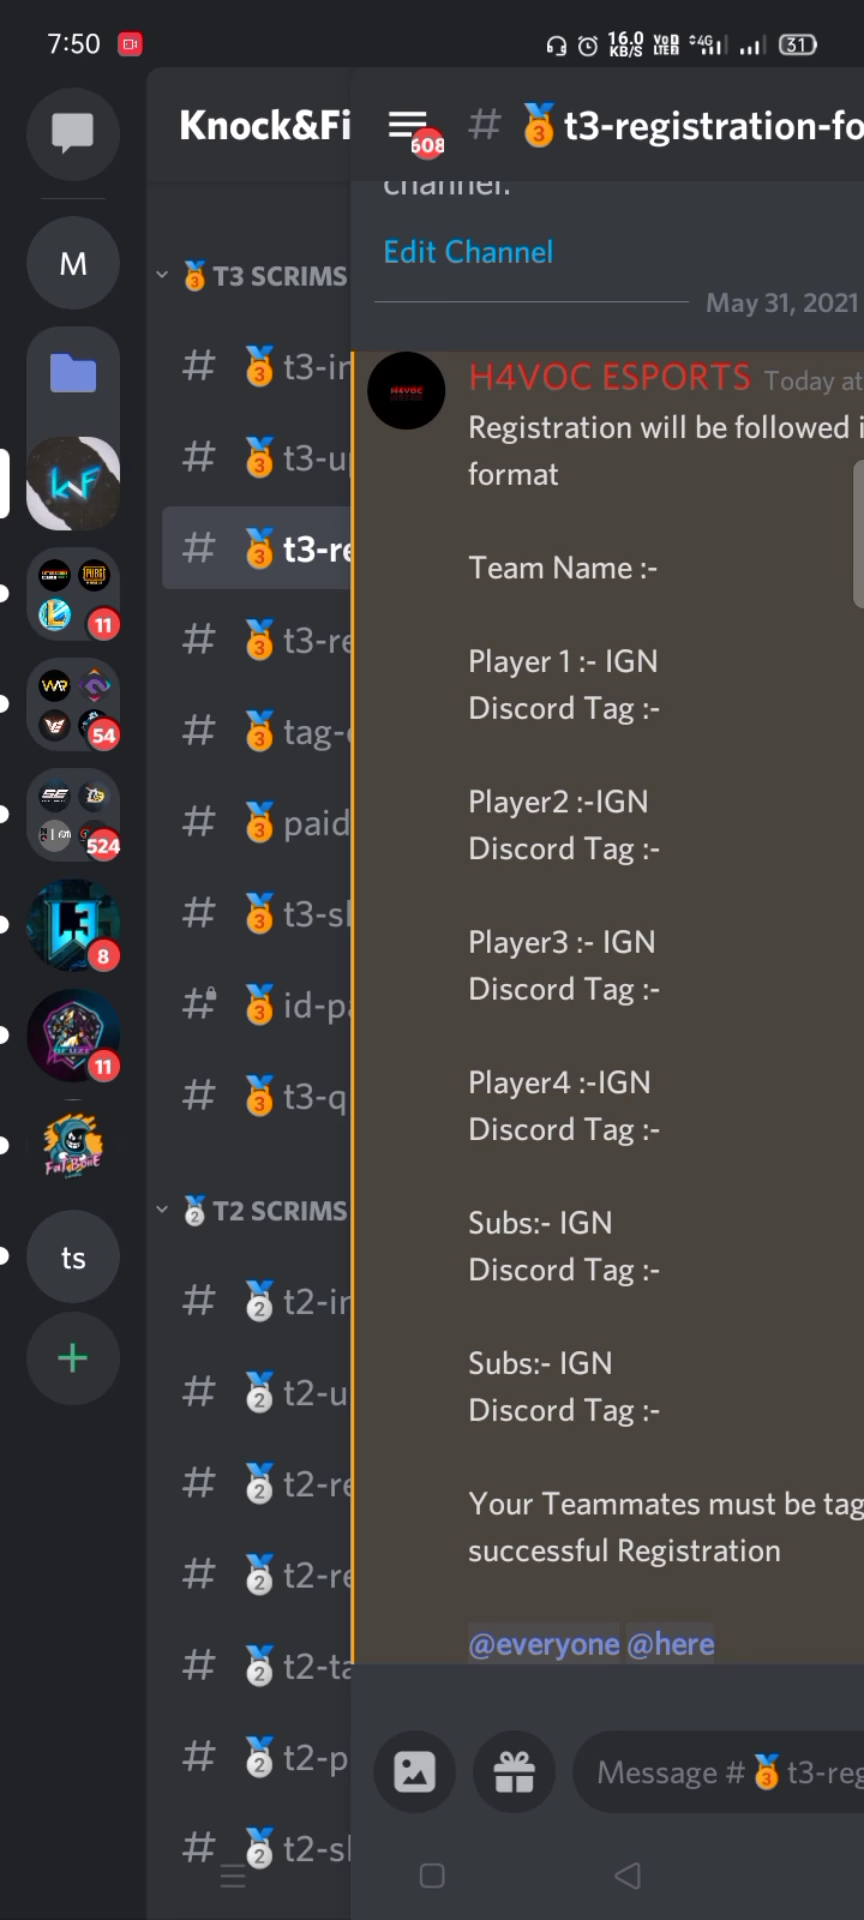 7:50
16.0 KB/S
VoD LTE2 4G
31
Knock&Fi
608
# t3-registration-fo
channel.
Edit Channel
May 31, 2021
M
T3 SCRIMS
# t3-in
# t3-u
# t3-re
# t3-re
# tag-
# paid
# t3-sl
# id-pa
# t3-q
T2 SCRIMS
# t2-in
# t2-u
# t2-re
# t2-re
# t2-ta
# t2-p
# t2-sl
11
54
524
8
11
ts
+
H4VOC ESPORTS Today at
Registration will be followed i
format
Team Name :-
Player 1 :- IGN
Discord Tag :-
Player2 :-IGN
Discord Tag :-
Player3 :- IGN
Discord Tag :-
Player4 :-IGN
Discord Tag :-
Subs:- IGN
Discord Tag :-
Subs:- IGN
Discord Tag :-
Your Teammates must be tag
successful Registration
@everyone @here
Message # t3-reg